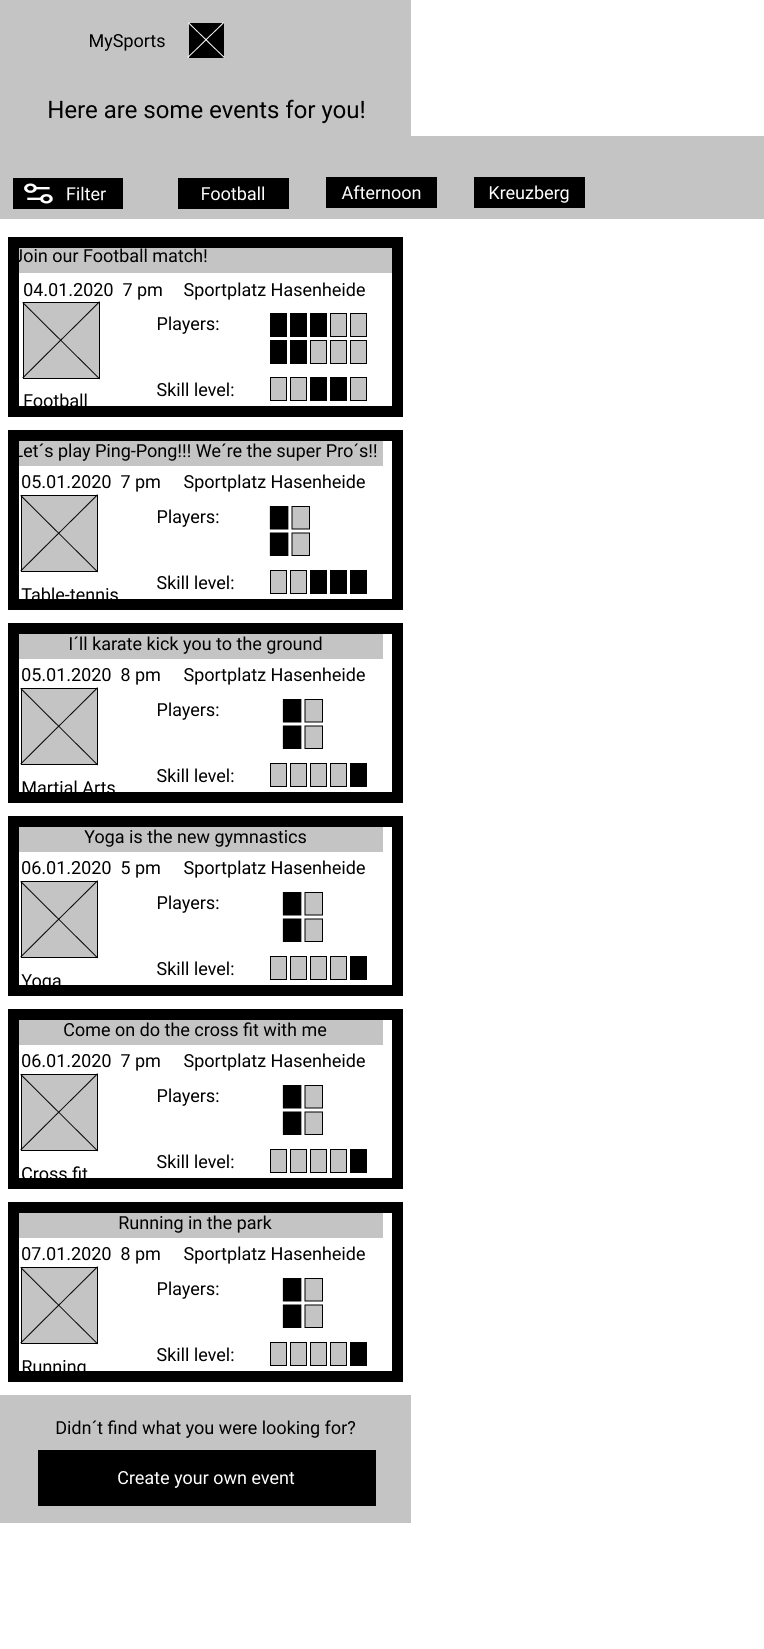 MySports
Here are some events for you!
Filter Football Afternoon Kreuzberg
Join our Football match!
04.01.2020 7 pm Sportplatz Hasenheide
Players:
Skill level:
Football
Let´s play Ping-Pong!!! We´re the super Pro´s!!
05.01.2020 7 pm Sportplatz Hasenheide
Players:
Skill level:
Table-tennis
I´ll karate kick you to the ground
05.01.2020 8 pm Sportplatz Hasenheide
Players:
Skill level:
Martial Arts
Yoga is the new gymnastics
06.01.2020 5 pm Sportplatz Hasenheide
Players:
Skill level:
Yoga
Come on do the cross fit with me
06.01.2020 7 pm Sportplatz Hasenheide
Players:
Skill level:
Cross fit
Running in the park
07.01.2020 8 pm Sportplatz Hasenheide
Players:
Skill level:
Running
Didn´t find what you were looking for?
Create your own event